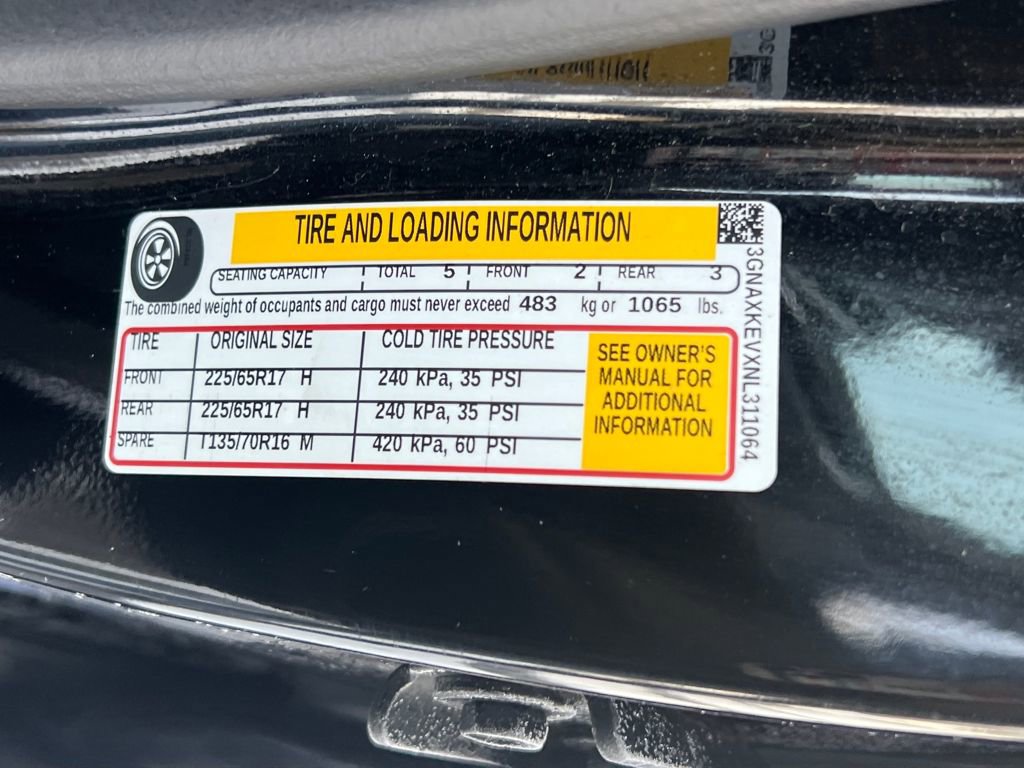 TIRE AND LOADING INFORMATION
SEATING CAPACITY TOTAL 5 FRONT 2 REAR 3
The combined weight of occupants and cargo must never exceed 483 kg or 1065 lbs.
TIRE ORIGINAL SIZE COLD TIRE PRESSURE
FRONT 225/65R17 H 240 kPa, 35 PSI
REAR 225/65R17 H 240 kPa, 35 PSI
SPARE T135/70R16 M 420 kPa, 60 PSI
SEE OWNER'S
MANUAL FOR
ADDITIONAL
INFORMATION
3GNAXKEVXNL311064
3G